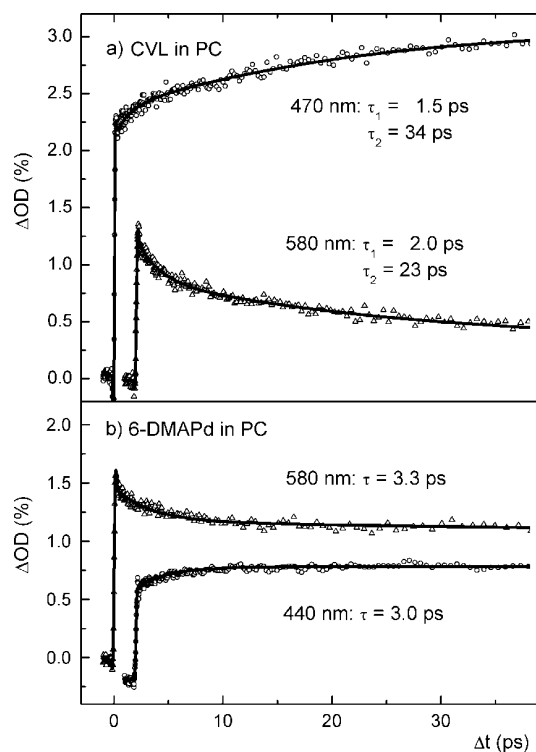 3.0
a) CVL in PC
2.5
470 nm: τ1 = 1.5 ps
τ2 = 34 ps
2.0
ΔOD (%)
1.5
580 nm: τ1 = 2.0 ps
τ2 = 23 ps
1.0
0.5
0.0
2.0
b) 6-DMAPd in PC
1.5
580 nm: τ = 3.3 ps
ΔOD (%)
1.0
0.5
440 nm: τ = 3.0 ps
0.0
0 10 20 30
Δt (ps)